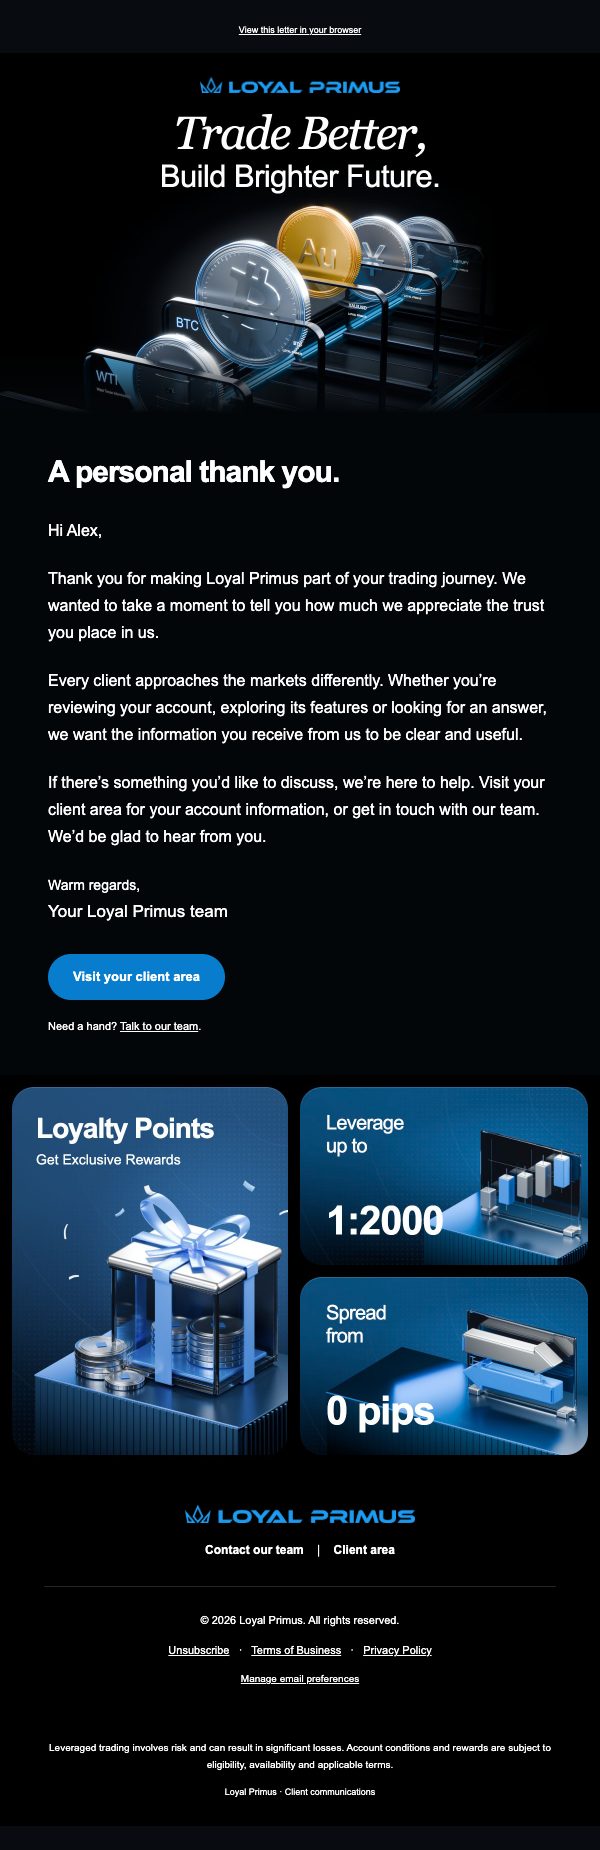 View this letter in your browser
LOYAL PRIMUS
Trade Better,
Build Brighter Future.
Au
¥
BTC
WTI
A personal thank you.
Hi Alex,
Thank you for making Loyal Primus part of your trading journey. We
wanted to take a moment to tell you how much we appreciate the trust
you place in us.
Every client approaches the markets differently. Whether you’re
reviewing your account, exploring its features or looking for an answer,
we want the information you receive from us to be clear and useful.
If there’s something you’d like to discuss, we’re here to help. Visit your
client area for your account information, or get in touch with our team.
We’d be glad to hear from you.
Warm regards,
Your Loyal Primus team
Visit your client area
Need a hand? Talk to our team.
Loyalty Points
Get Exclusive Rewards
Leverage
up to
1:2000
Spread
from
0 pips
LOYAL PRIMUS
Contact our team | Client area
© 2026 Loyal Primus. All rights reserved.
Unsubscribe · Terms of Business · Privacy Policy
Manage email preferences
Leveraged trading involves risk and can result in significant losses. Account conditions and rewards are subject to
eligibility, availability and applicable terms.
Loyal Primus · Client communications